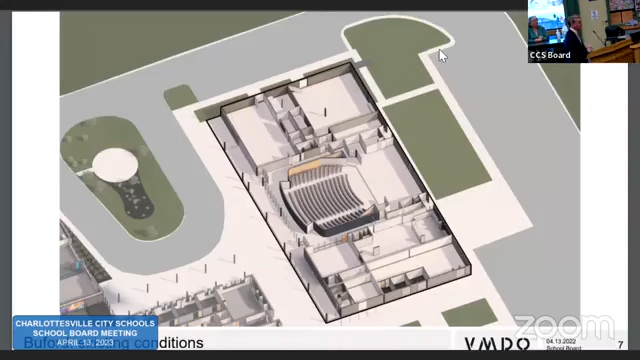 CCS Board
CHARLOTTESVILLE CITY SCHOOLS
SCHOOL BOARD MEETING
APRIL 13, 2023
conditions
VMDO
04.13.2022
School Board
7
zoom